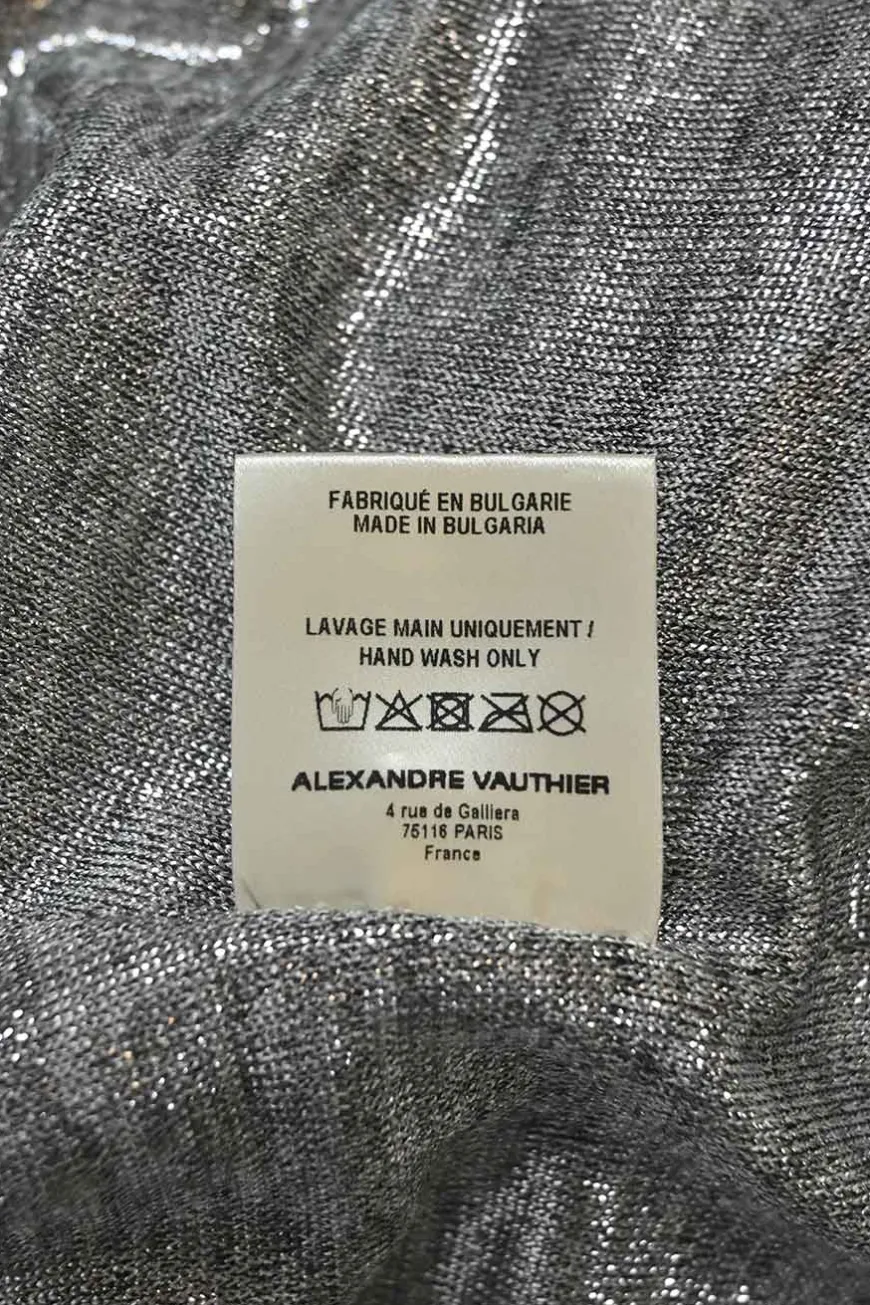 FABRIQUÉ EN BULGARIE
MADE IN BULGARIA
LAVAGE MAIN UNIQUEMENT /
HAND WASH ONLY
ALEXANDRE VAUTHIER
4 rue de Galliera
75116 PARIS
France